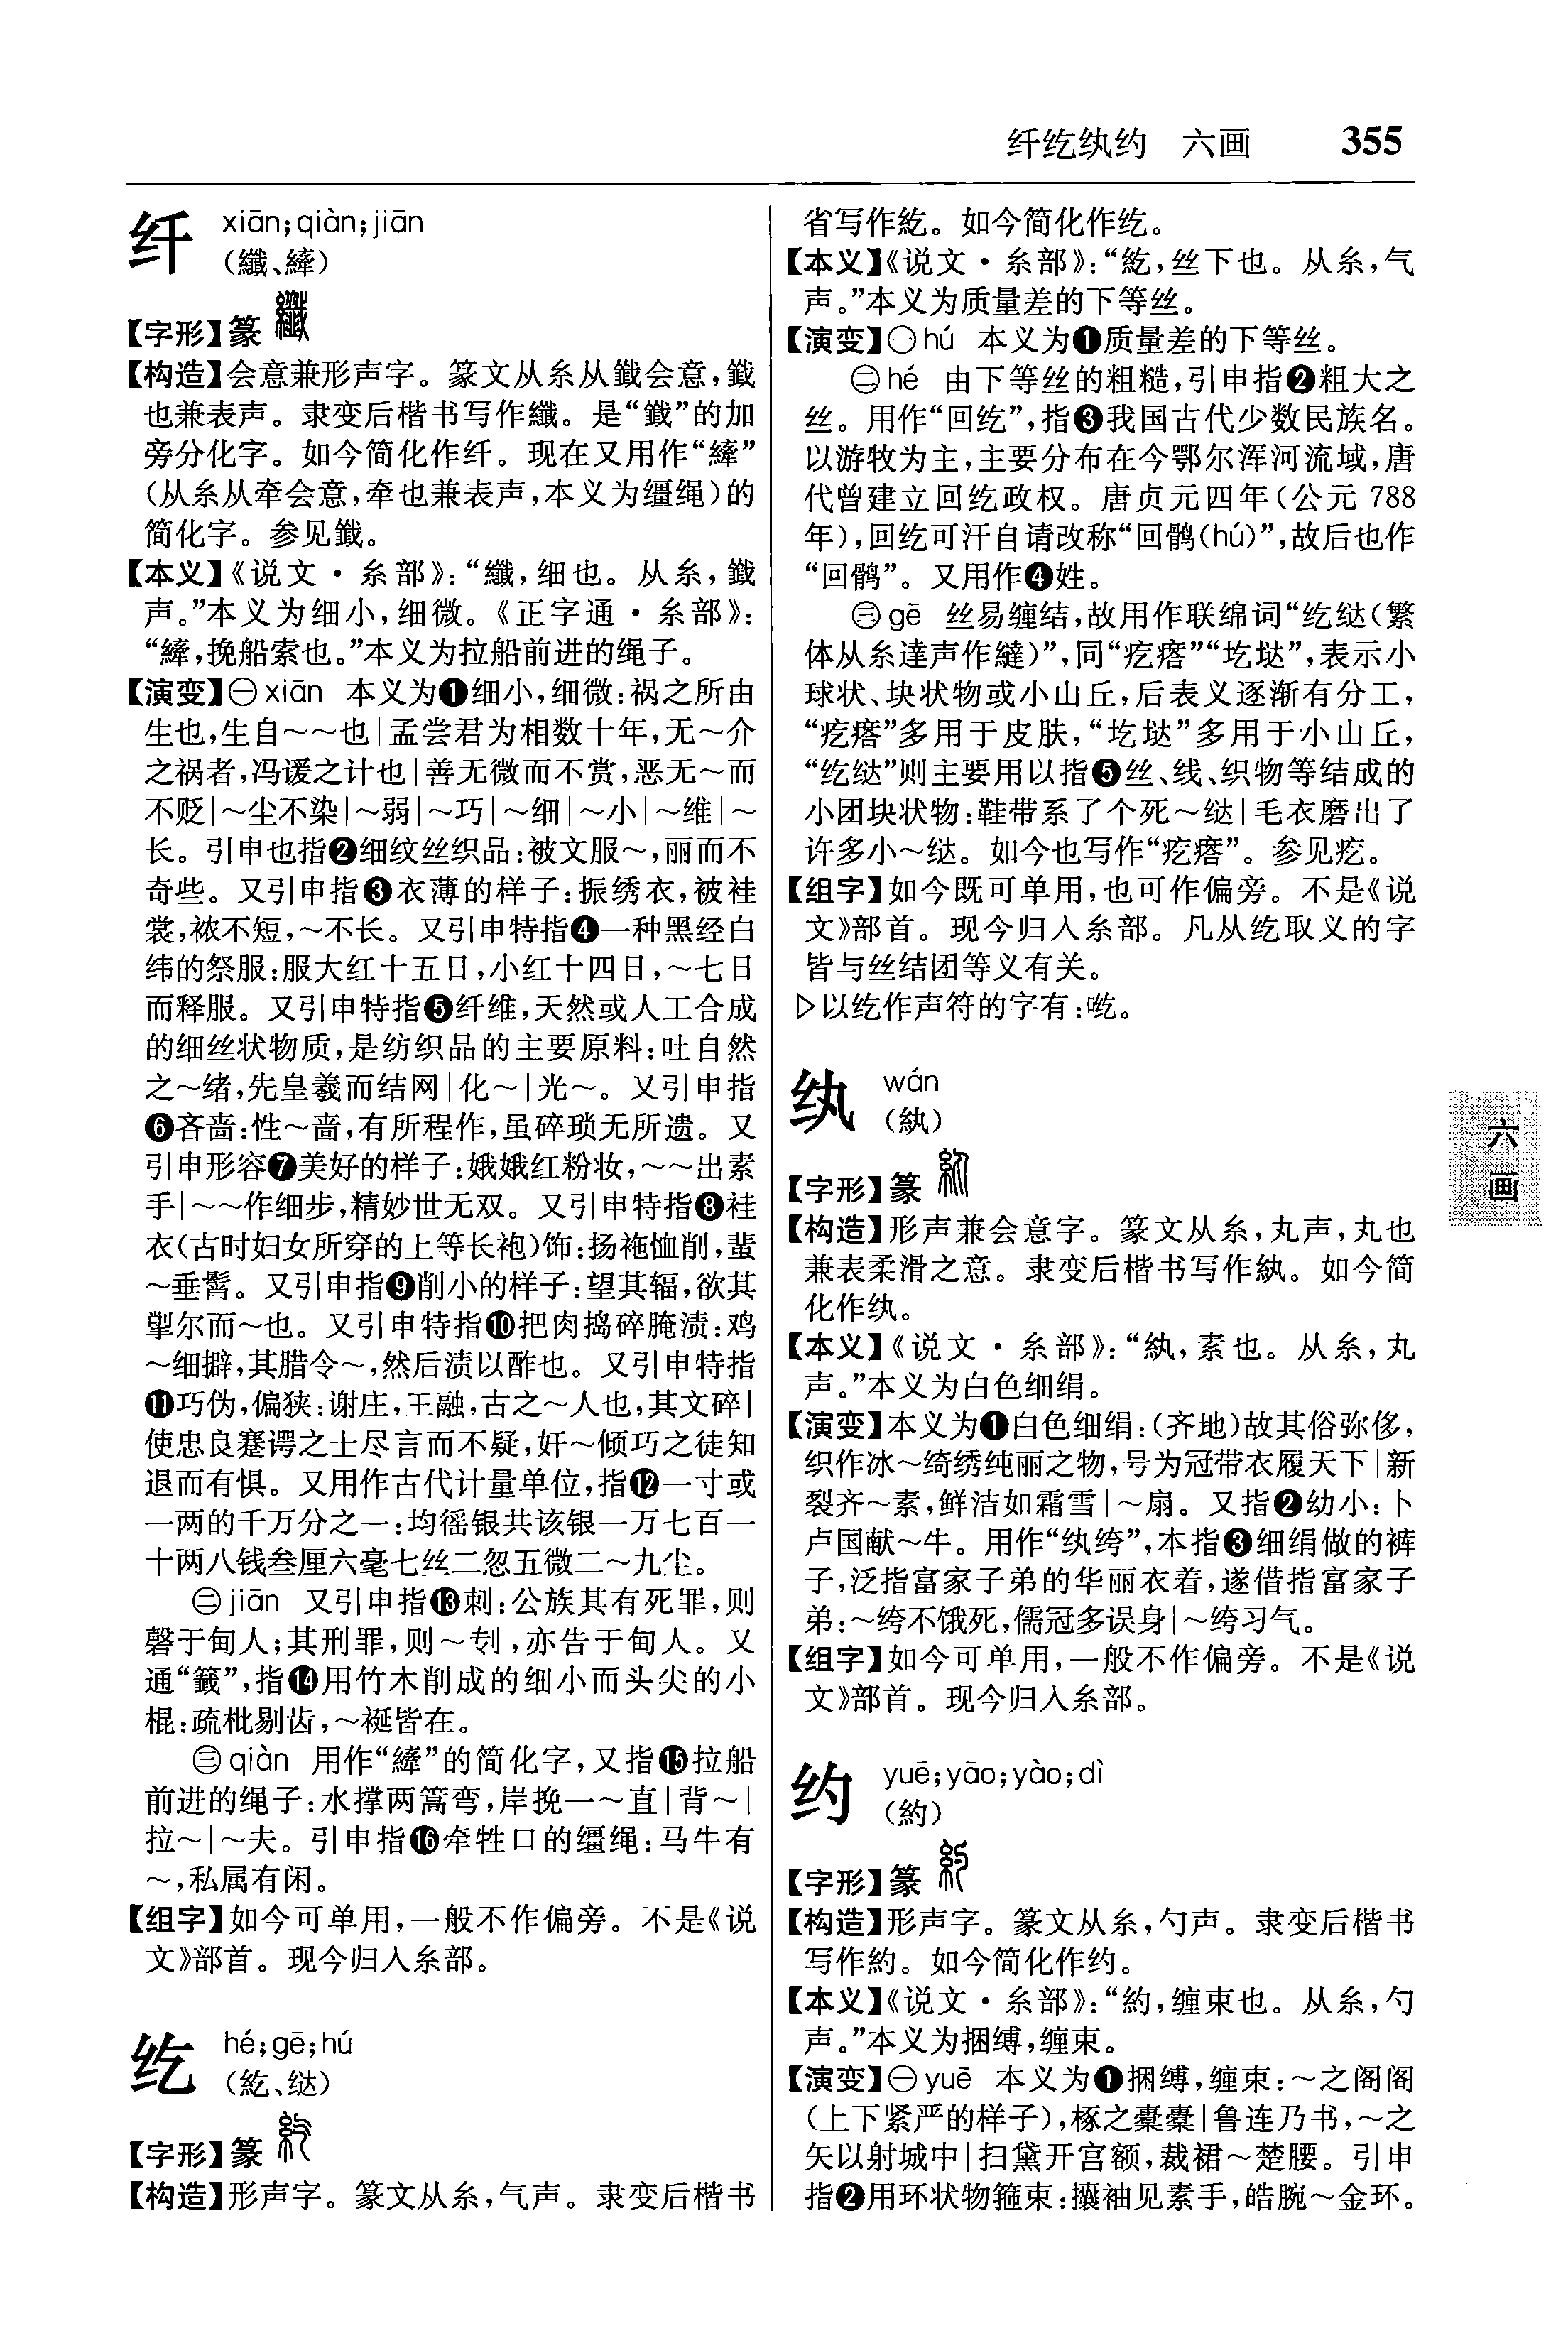 纤纥纨约　六画　355
纤 xiān;qiàn;jiān
(纖、縴)
【字形】篆
【构造】会意兼形声字。篆文从糸从韱会意,韱
也兼表声。隶变后楷书写作纖。是“韱”的加
旁分化字。如今简化作纤。现在又用作“縴”
(从糸从牵会意,牵也兼表声,本义为缰绳)的
简化字。参见韱。
【本义】《说文·糸部》:“纖,细也。从糸,韱
声。”本义为细小,细微。《正字通·糸部》:
“縴,挽船索也。”本义为拉船前进的绳子。
【演变】㊀xiān 本义为❶细小,细微:祸之所由
生也,生自～～也|孟尝君为相数十年,无～介
之祸者,冯谖之计也|善无微而不赏,恶无～而
不贬|～尘不染|～弱|～巧|～细|～小|～维|～
长。引申也指❷细纹丝织品:被文服～,丽而不
奇些。又引申指❸衣薄的样子:振绣衣,被袿
裳,袱不短,～不长。又引申特指❹一种黑经白
纬的祭服:服大红十五日,小红十四日,～七日
而释服。又引申特指❺纤维,天然或人工合成
的细丝状物质,是纺织品的主要原料:吐自然
之～绪,先皇羲而结网|化～|光～。又引申指
❻吝啬:性～啬,有所程作,虽碎琐无所遗。又
引申形容❼美好的样子:娥娥红粉妆,～～出素
手|～～作细步,精妙世无双。又引申特指❽袿
衣(古时妇女所穿的上等长袍)饰:扬袘恤削,蜚
～垂髾。又引申指❾削小的样子:望其辐,欲其
掣尔而～也。又引申特指❿把肉捣碎腌渍:鸡
～细擗,其腊令～,然后渍以酢也。又引申特指
⓫巧伪,偏狭:谢庄,王融,古之～人也,其文碎|
使忠良蹇谔之士尽言而不疑,奸～倾巧之徒知
退而有惧。又用作古代计量单位,指⓬一寸或
一两的千万分之一:均徭银共该银一万七百一
十两八钱叁厘六毫七丝二忽五微二～九尘。
㊁jiān 又引申指⓭刺:公族其有死罪,则
磬于甸人;其刑罪,则～剸,亦告于甸人。又
通“籤”,指⓮用竹木削成的细小而头尖的小
棍:疏枇剔齿,～裷皆在。
㊂qiàn 用作“縴”的简化字,又指⓯拉船
前进的绳子:水撑两篙弯,岸挽一～直|背～|
拉～|～夫。引申指⓰牵牲口的缰绳:马牛有
～,私属有闲。
【组字】如今可单用,一般不作偏旁。不是《说
文》部首。现今归入糸部。
纥 hé;gē;hú
(紇、纥)
【字形】篆
【构造】形声字。篆文从糸,气声。隶变后楷书
省写作紇。如今简化作纥。
【本义】《说文·糸部》:“紇,丝下也。从糸,气
声。”本义为质量差的下等丝。
【演变】㊀hú 本义为❶质量差的下等丝。
㊁hé 由下等丝的粗糙,引申指❷粗大之
丝。用作“回纥”,指❸我国古代少数民族名。
以游牧为主,主要分布在今鄂尔浑河流域,唐
代曾建立回纥政权。唐贞元四年(公元 788
年),回纥可汗自请改称“回鹘(hú)”,故后也作
“回鹘”。又用作❹姓。
㊂gē 丝易缠结,故用作联绵词“纥繨(繁
体从糸達声作繨)”,同“疙瘩”“圪垯”,表示小
球状、块状物或小山丘,后表义逐渐有分工,
“疙瘩”多用于皮肤,“圪垯”多用于小山丘,
“纥𫄤”则主要用以指❺丝、线、织物等结成的
小团块状物:鞋带系了个死～𫄤|毛衣磨出了
许多小～𫄤。如今也写作“疙瘩”。参见疙。
【组字】如今既可单用,也可作偏旁。不是《说
文》部首。现今归入糸部。凡从纥取义的字
皆与丝结团等义有关。
▷以纥作声符的字有:𠯠。
纨 wán
(紈)
【字形】篆
【构造】形声兼会意字。篆文从糸,丸声,丸也
兼表柔滑之意。隶变后楷书写作紈。如今简
化作纨。
【本义】《说文·糸部》:“紈,素也。从糸,丸
声。”本义为白色细绢。
【演变】本义为❶白色细绢:(齐地)故其俗弥侈,
织作冰～绮绣纯丽之物,号为冠带衣履天下|新
裂齐～素,鲜洁如霜雪|～扇。又指❷幼小:卜
卢国献～牛。用作“纨绔”,本指❸细绢做的裤
子,泛指富家子弟的华丽衣着,遂借指富家子
弟:～绔不饿死,儒冠多误身|～绔习气。
【组字】如今可单用,一般不作偏旁。不是《说
文》部首。现今归入糸部。
约 yuē;yāo;yào;dì
(約)
【字形】篆
【构造】形声字。篆文从糸,勺声。隶变后楷书
写作約。如今简化作约。
【本义】《说文·糸部》:“約,缠束也。从糸,勺
声。”本义为捆缚,缠束。
【演变】㊀yuē 本义为❶捆缚,缠束:～之阁阁
(上下紧严的样子),椓之橐橐|鲁连乃书,～之
矢以射城中|扫黛开宫额,裁裙～楚腰。引申
指❷用环状物箍束:攘袖见素手,皓腕～金环。
六画